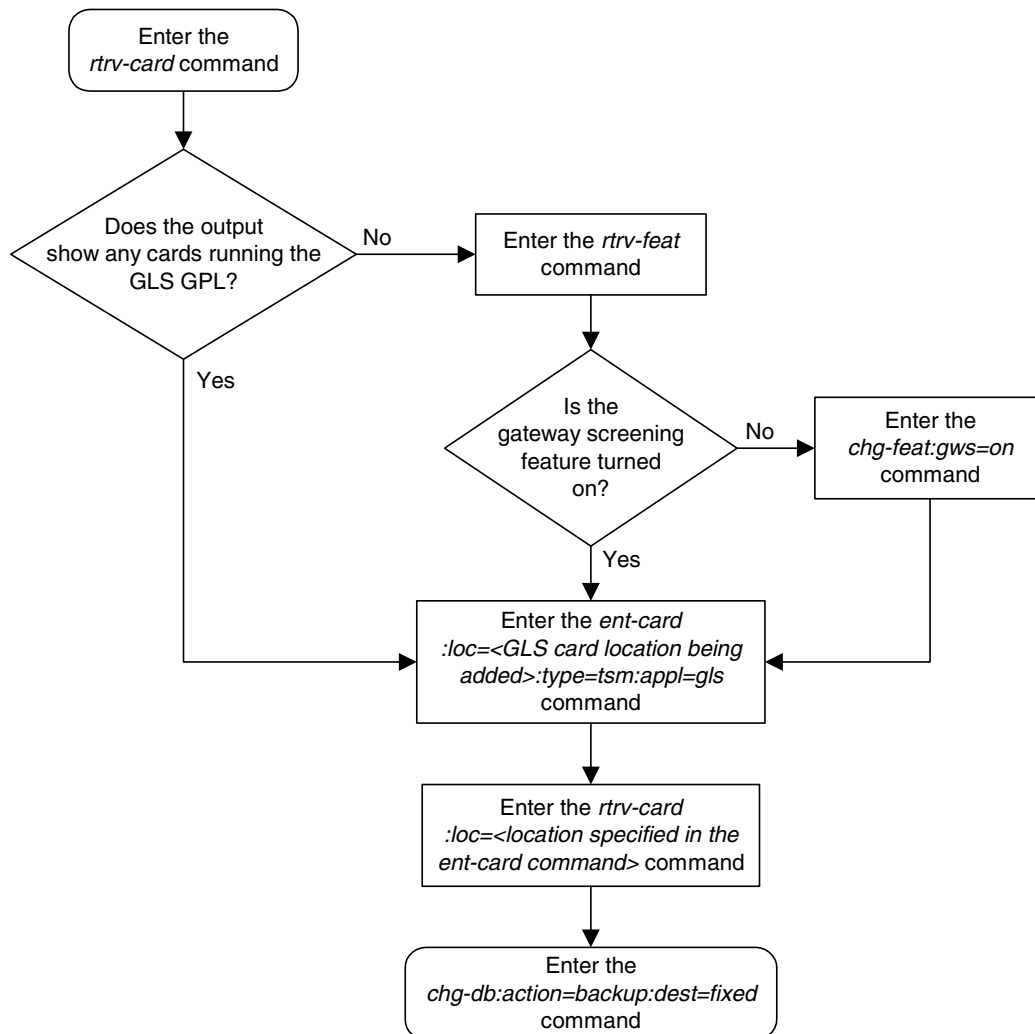 Enter the
rtrv-card command
Does the output
show any cards running the
GLS GPL?
No
Enter the rtrv-feat
command
Yes
Is the
gateway screening
feature turned
on?
No
Enter the
chg-feat:gws=on
command
Yes
Enter the ent-card
:loc=<GLS card location being
added>:type=tsm:appl=gls
command
Enter the rtrv-card
:loc=<location specified in the
ent-card command> command
Enter the
chg-db:action=backup:dest=fixed
command